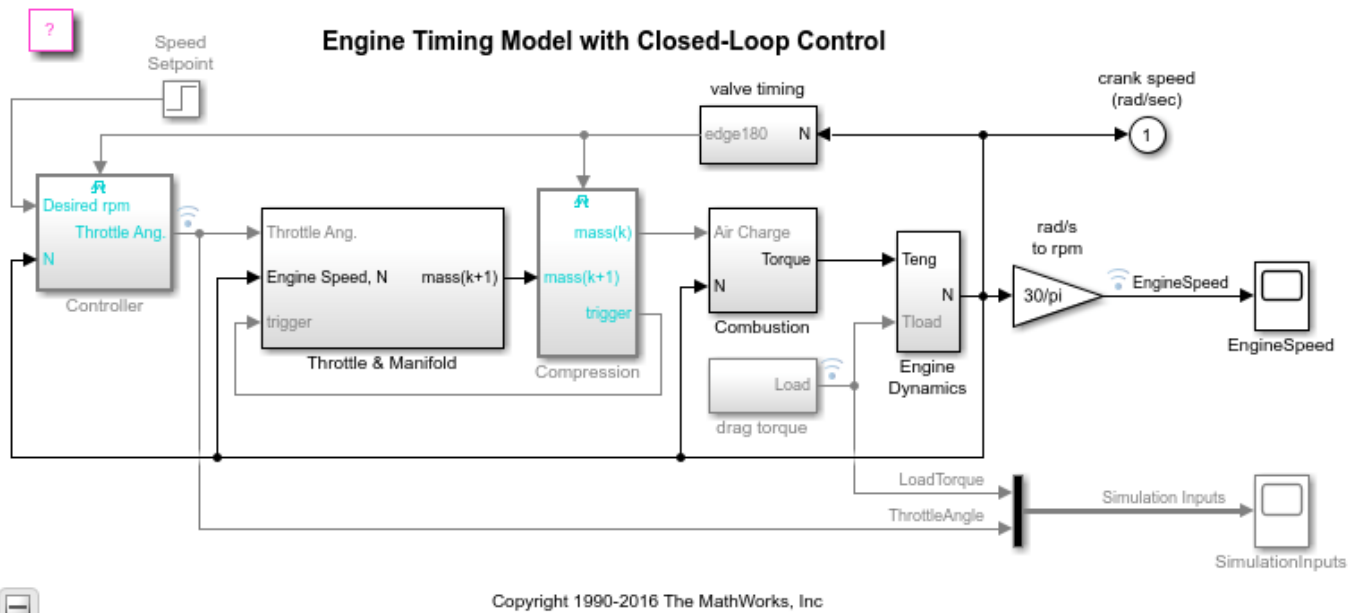 ?
Speed
Setpoint
Engine Timing Model with Closed-Loop Control
valve timing
edge180
N
crank speed
(rad/sec)
1
Desired rpm
Throttle Ang.
N
Controller
Throttle Ang.
Engine Speed, N
mass(k+1)
trigger
Throttle & Manifold
mass(k)
mass(k+1)
trigger
Compression
Air Charge
Torque
N
Combustion
Load
drag torque
Teng
N
Tload
Engine
Dynamics
rad/s
to rpm
30/pi
EngineSpeed
EngineSpeed
LoadTorque
ThrottleAngle
Simulation Inputs
SimulationInputs
Copyright 1990-2016 The MathWorks, Inc